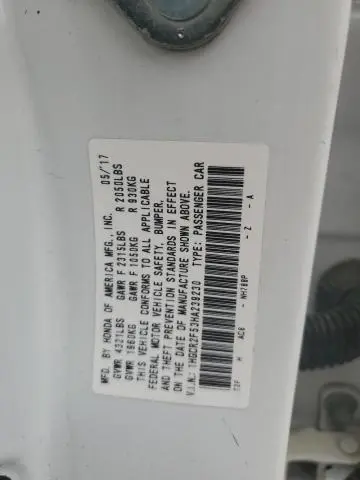 MFD. BY HONDA OF AMERICA MFG., INC. 05/'17
GVWR 4321LBS GAWR F 2315LBS R 2050LBS
GVWR 1960KG GAWR F 1050KG R 930KG
THIS VEHICLE CONFORMS TO ALL APPLICABLE
FEDERAL MOTOR VEHICLE SAFETY, BUMPER,
AND THEFT PREVENTION STANDARDS IN EFFECT
ON THE DATE OF MANUFACTURE SHOWN ABOVE.
V.I.N.: 1HGCR2F53HA239230 TYPE: PASSENGER CAR
H AC8 - NH788P - Z - A